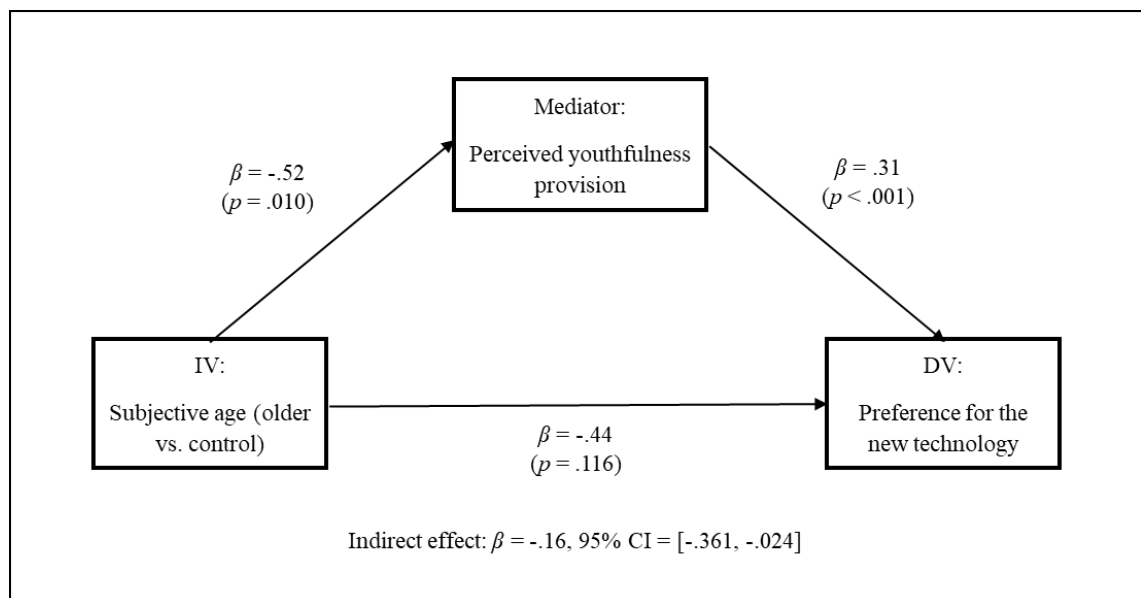 Mediator:
Perceived youthfulness
provision
β = -.52
(p = .010)
β = .31
(p < .001)
IV:
Subjective age (older
vs. control)
DV:
Preference for the
new technology
β = -.44
(p = .116)
Indirect effect: β = -.16, 95% CI = [-.361, -.024]